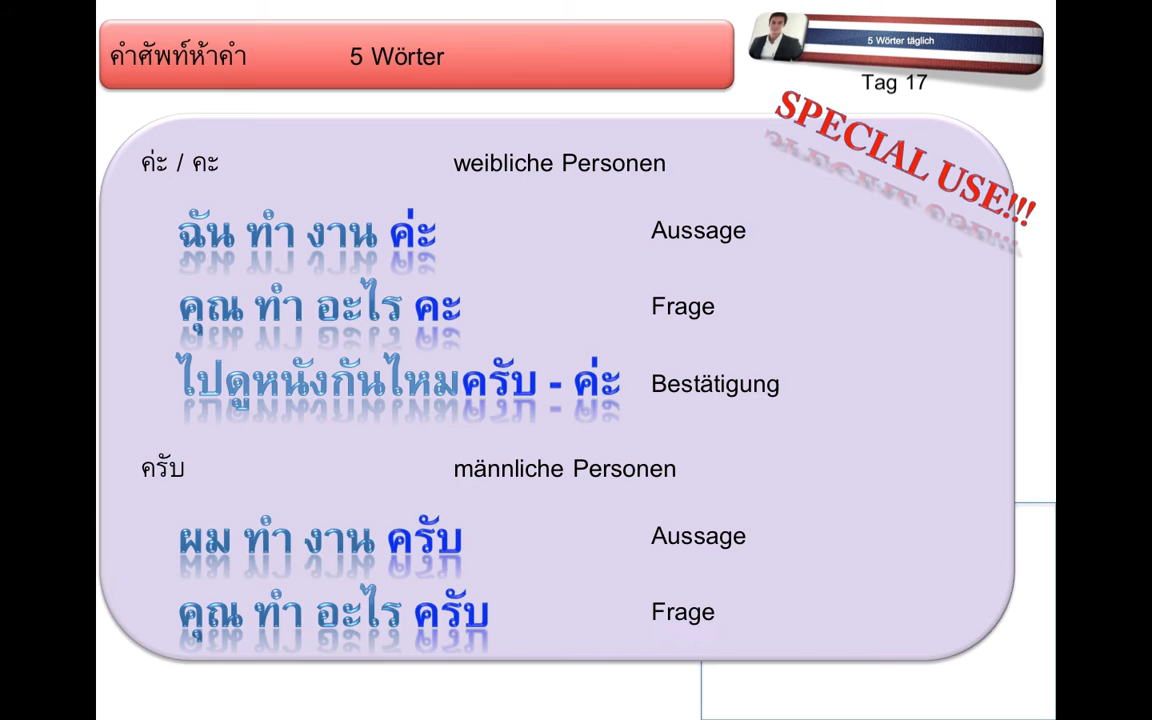 คำศัพท์ห้าคำ 5 Wörter
5 Wörter täglich
Tag 17
SPECIAL USE!!!
ค่ะ / คะ weibliche Personen
ฉัน ทำ งาน ค่ะ Aussage
คุณ ทำ อะไร คะ Frage
ไปดูหนังกันไหมครับ - ค่ะ Bestätigung
ครับ männliche Personen
ผม ทำ งาน ครับ Aussage
คุณ ทำ อะไร ครับ Frage